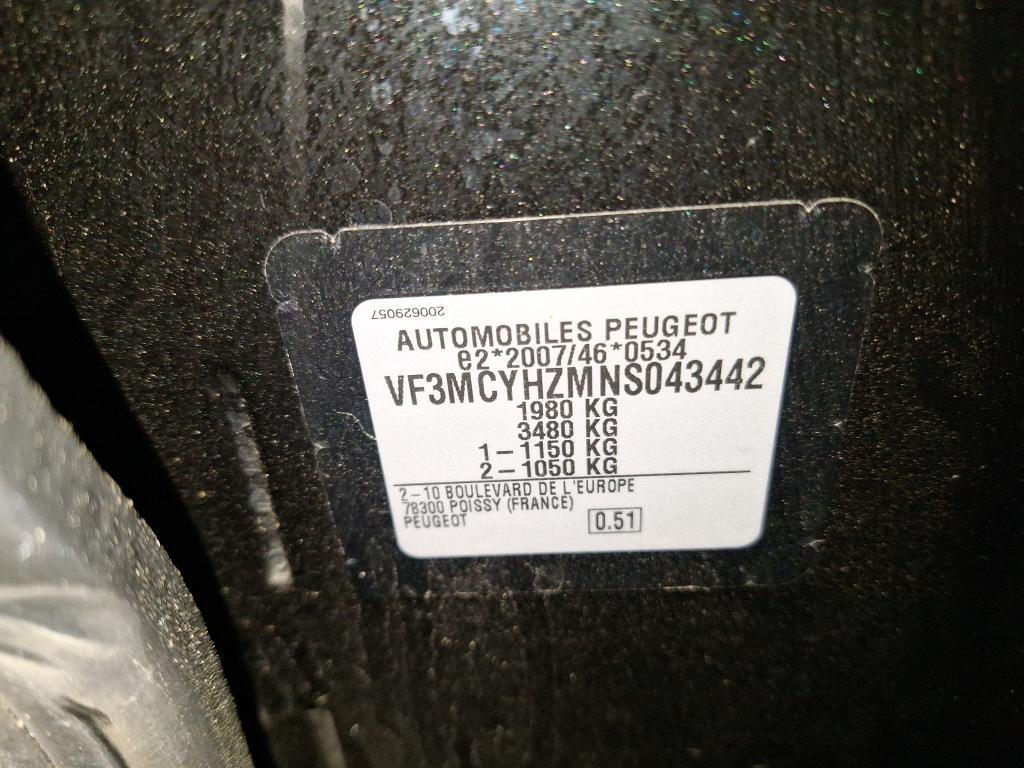 200629057
AUTOMOBILES PEUGEOT
e2*2007/46*0534
VF3MCYHZMNS043442
1980 KG
3480 KG
1-1150 KG
2-1050 KG
2-10 BOULEVARD DE L'EUROPE
78300 POISSY (FRANCE)
PEUGEOT
0.51